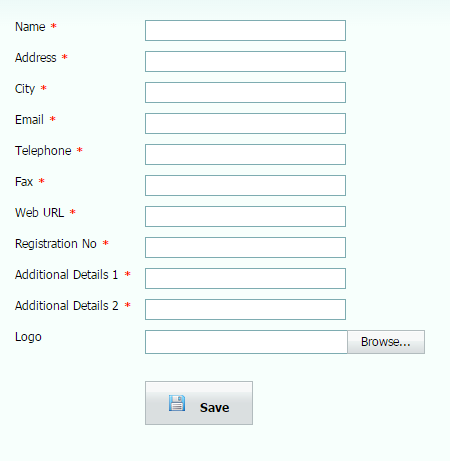 Name *
Address *
City *
Email *
Telephone *
Fax *
Web URL *
Registration No *
Additional Details 1 *
Additional Details 2 *
Logo Browse...
Save